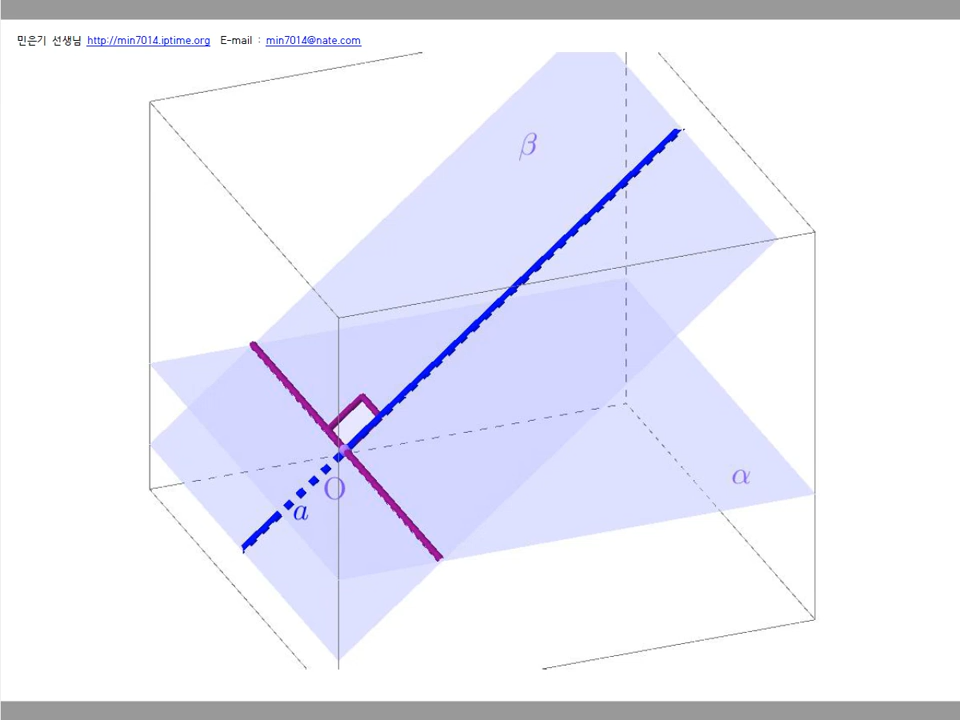 민은기 선생님 http://min7014.iptime.org E-mail : min7014@nate.com
β
α
O
a